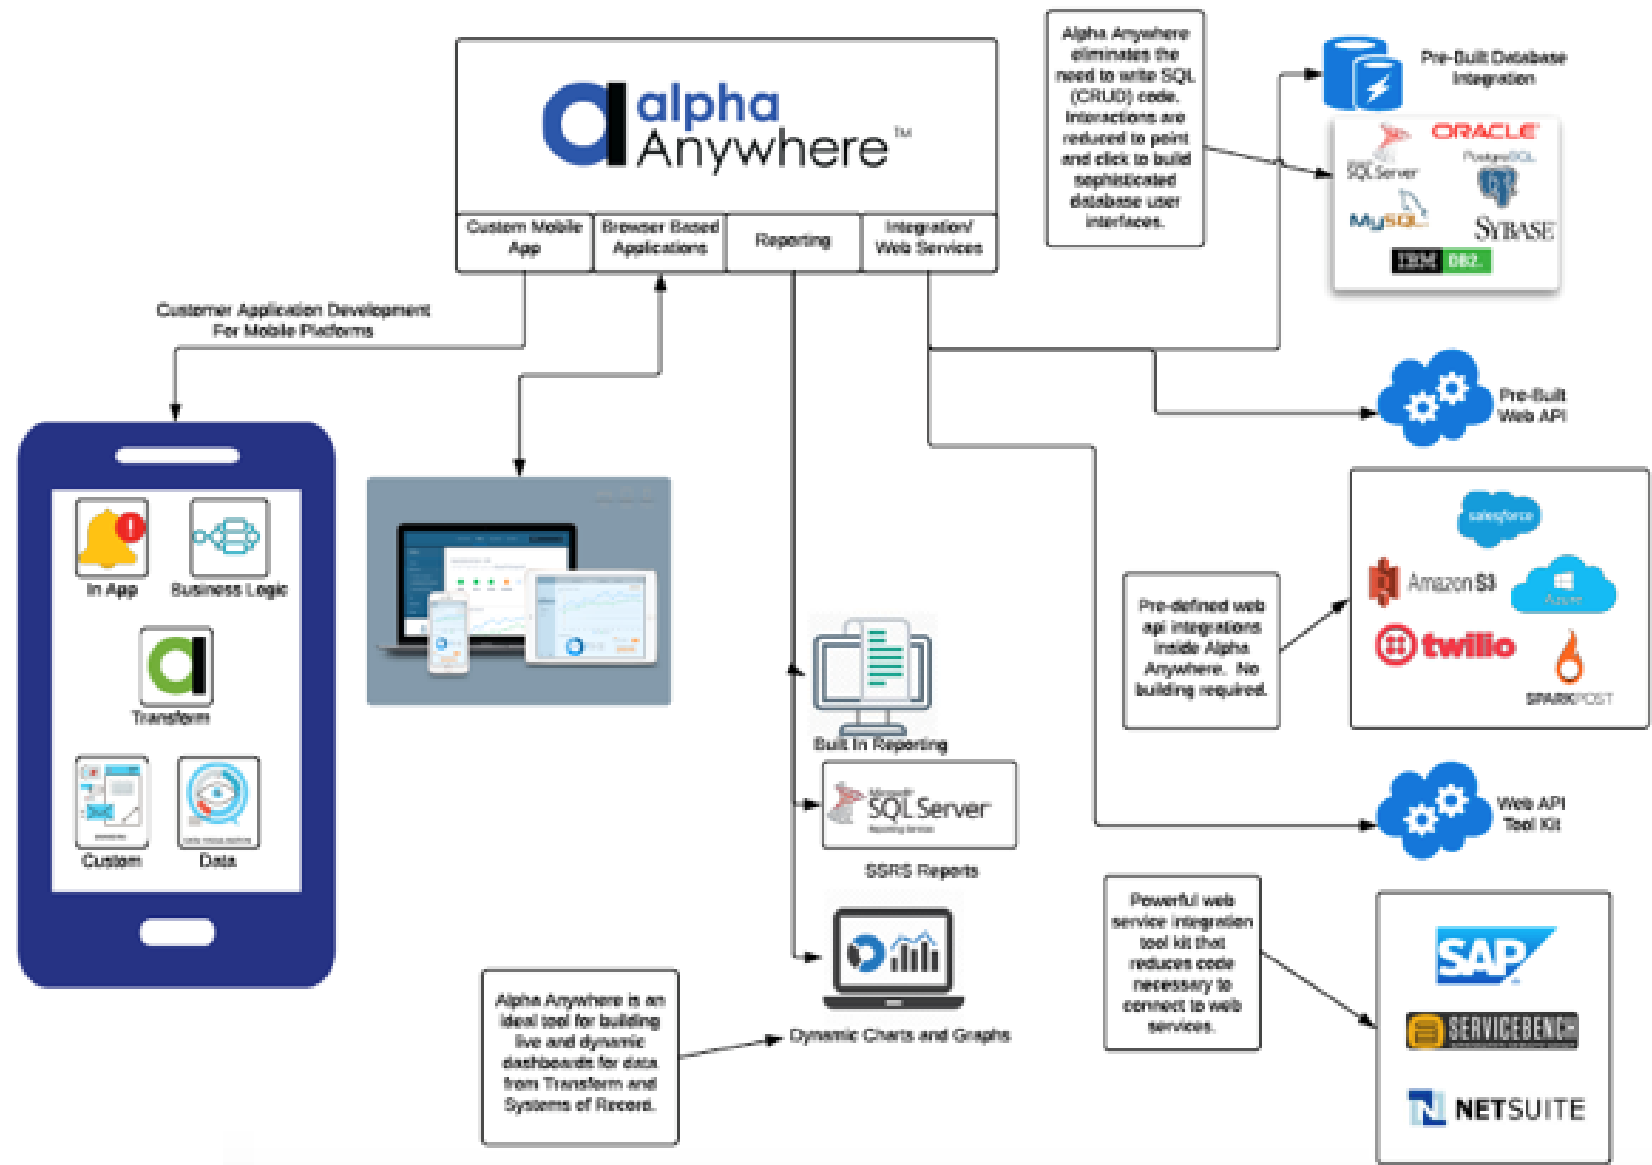 alpha
Anywhere™
Custom Mobile
App
Browser Based
Applications
Reporting
Integration/
Web Services
Customer Application Development
For Mobile Platforms
In App
Business Logic
Transform
Custom
Data
Built In Reporting
Microsoft
SQL Server
Reporting Services
SSRS Reports
Dynamic Charts and Graphs
Alpha Anywhere is an
ideal tool for building
live and dynamic
dashboards for data
from Transform and
Systems of Record.
Alpha Anywhere
eliminates the
need to write SQL
(CRUD) code.
Interactions are
reduced to point
and click to build
sophisticated
database user
interfaces.
Pre-Built Database
Integration
SQL Server
ORACLE
PostgreSQL
MySQL
SYBASE
IBM DB2.
Pre-Built
Web API
Pre-defined web
api integrations
inside Alpha
Anywhere. No
building required.
salesforce
Amazon S3
Azure
twilio
SPARKPOST
Web API
Tool Kit
Powerful web
service integration
tool kit that
reduces code
necessary to
connect to web
services.
SAP
SERVICEBENCH
NETSUITE